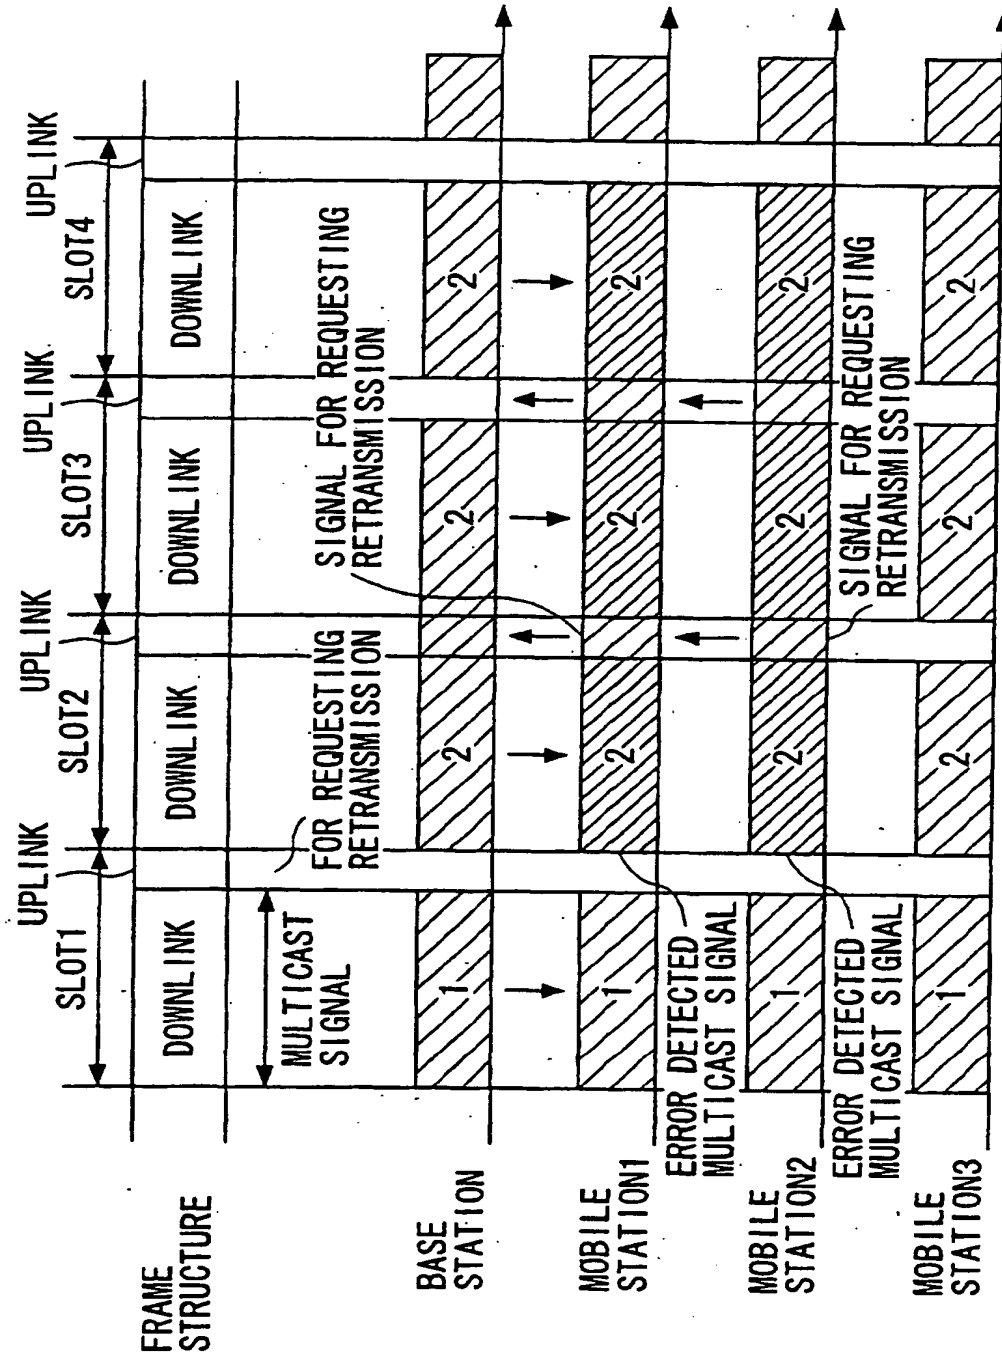 FRAME
STRUCTURE
UPLINK
UPLINK
UPLINK
UPLINK
SLOT1
SLOT2
SLOT3
SLOT4
DOWNLINK
DOWNLINK
DOWNLINK
DOWNLINK
MULTICAST
SIGNAL
FOR REQUESTING
RETRANSMISSION
SIGNAL FOR REQUESTING
RETRANSMISSION
BASE
STATION
1
2
2
2
MOBILE
STATION1
1
2
2
2
ERROR DETECTED
MULTICAST SIGNAL
MOBILE
STATION2
1
2
2
2
ERROR DETECTED
MULTICAST SIGNAL
SIGNAL FOR REQUESTING
RETRANSMISSION
MOBILE
STATION3
1
2
2
2